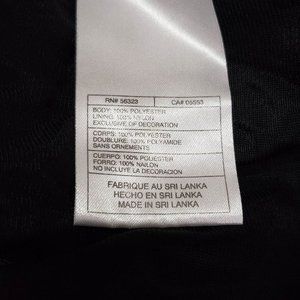 RN# 56323 CA# 05553
BODY: 100% POLYESTER
LINING: 100% NYLON
EXCLUSIVE OF DECORATION
CORPS: 100% POLYESTER
DOUBLURE: 100% POLYAMIDE
SANS ORNEMENTS
CUERPO: 100% POLIESTER
FORRO: 100% NAILON
NO INCLUYE LA DECORACION
FABRIQUE AU SRI LANKA
HECHO EN SRI LANKA
MADE IN SRI LANKA